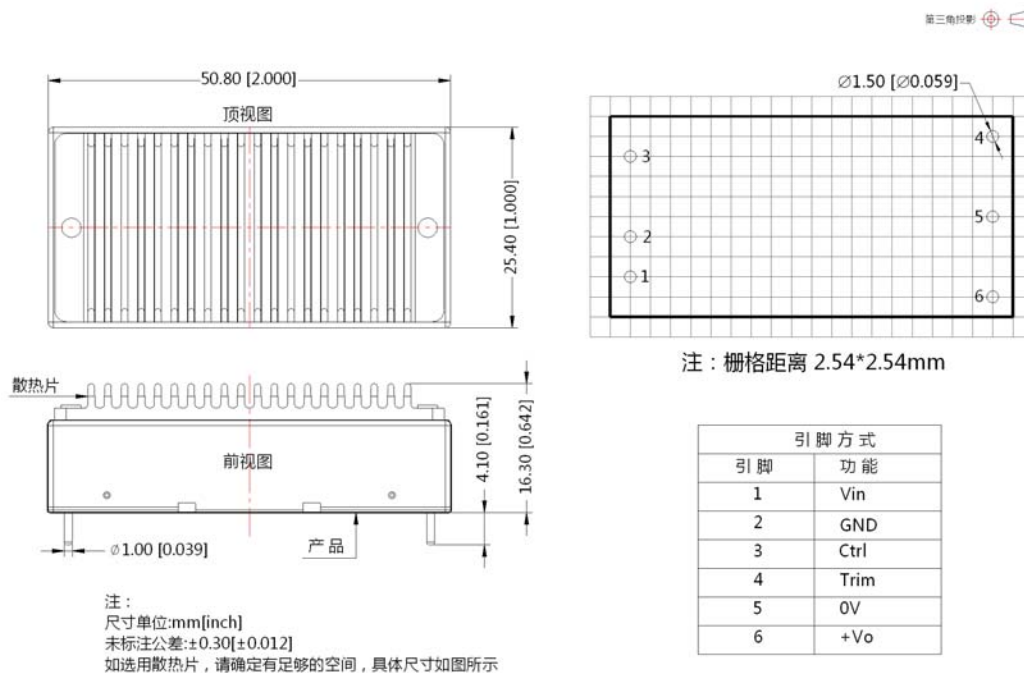 第三角投影
50.80 [2.000]
顶视图
25.40 [1.000]
Ø1.50 [Ø0.059]
4
3
5
2
1
6
注：栅格距离 2.54*2.54mm
散热片
前视图
4.10 [0.161]
16.30 [0.642]
Ø1.00 [0.039]
产品
引脚方式
引脚 功能
1 Vin
2 GND
3 Ctrl
4 Trim
5 0V
6 +Vo
注：
尺寸单位:mm[inch]
未标注公差:±0.30[±0.012]
如选用散热片，请确定有足够的空间，具体尺寸如图所示